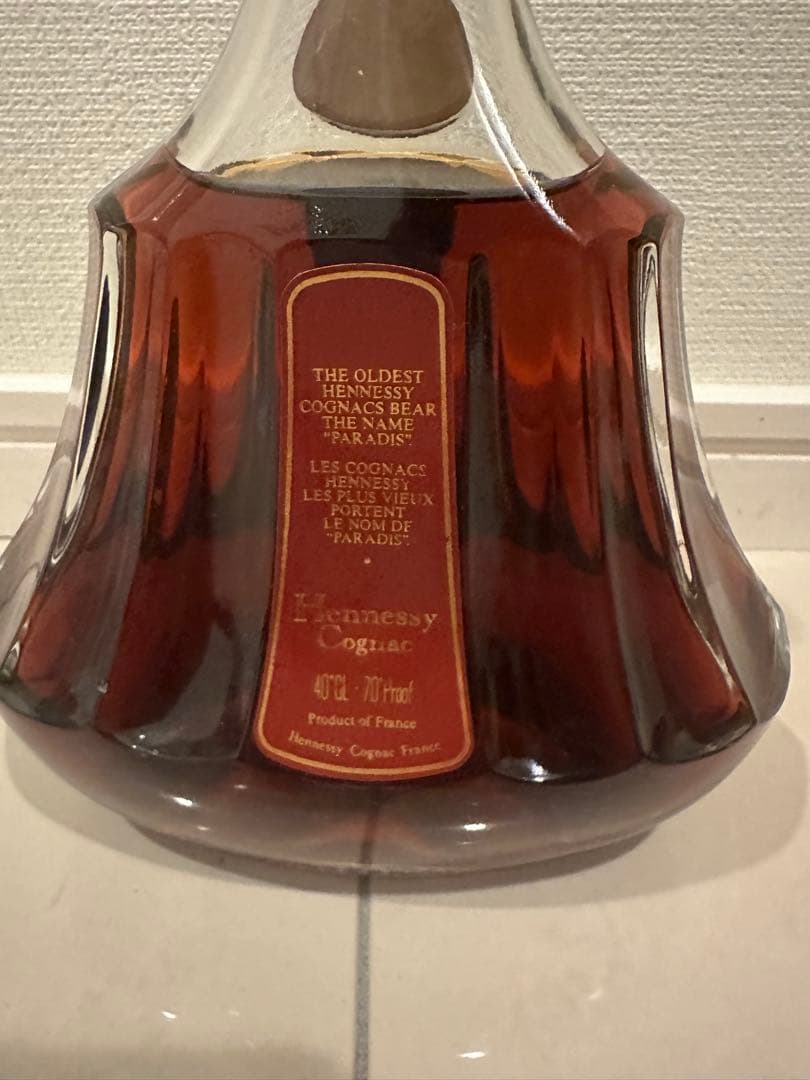 THE OLDEST
HENNESSY
COGNACS BEAR
THE NAME
"PARADIS".
LES COGNACS
HENNESSY
LES PLUS VIEUX
PORTENT
LE NOM DE
"PARADIS".
Hennessy
Cognac
40°GL · 70°Proof
Product of France
Hennessy Cognac France